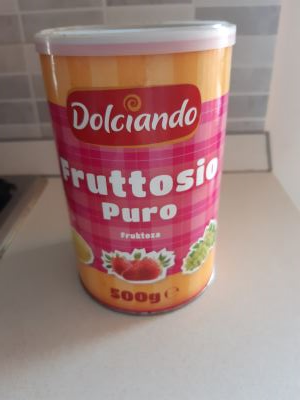 Dolciando
Fruttosio
Puro
Fruktoza
500g ℮